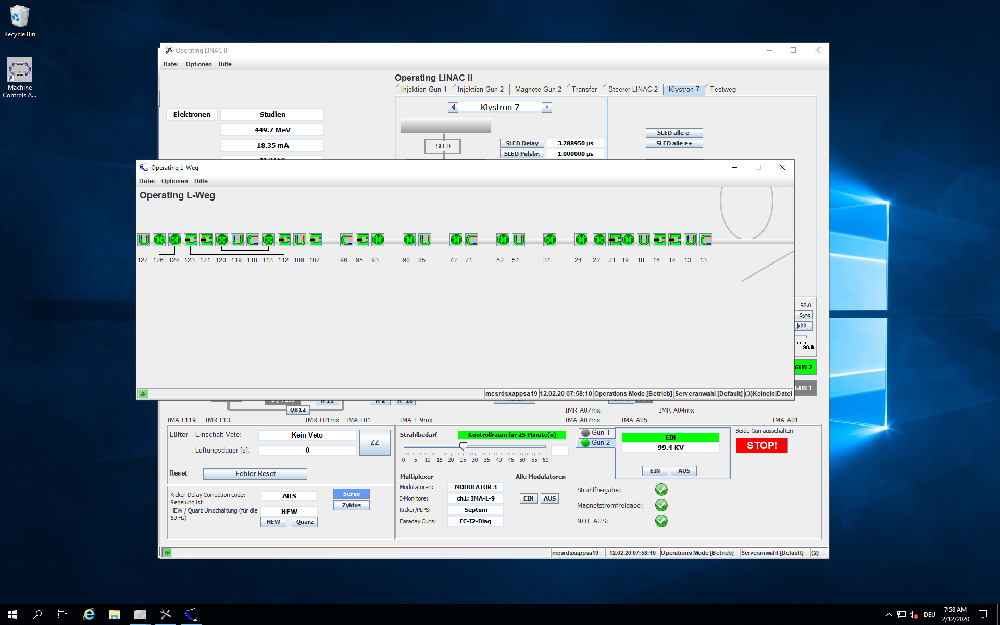 Recycle Bin
Machine
Controls A...
Operating LINAC II
Datei Optionen Hilfe
Operating LINAC II
Injektion Gun 1 Injektion Gun 2 Magnete Gun 2 Transfer Steerer LINAC 2 Klystron 7 Testweg
Elektronen Studien
449.7 MeV
18.35 mA
Klystron 7
SLED
SLED Delay 3.788950 µs
SLED Pulsbr. 1.000000 µs
SLED alle e-
SLED alle e+
Operating L-Weg
Datei Optionen Hilfe
Operating L-Weg
127 126 124 123 121 120 119 118 113 112 109 107 96 95 93 90 85 72 71 52 51 31 24 22 21 19 18 16 14 13 13
mcsrdsxappsa19 12.02.20 07:58:10 Operations Mode [Betrieb] Serveranwahl [Default] (3)KeineIniDatei
98.0
Sync
98.0
GUN 2
GUN 1
QB12
IMR-A07mx IMR-A04mx
IMA-L119 IMR-L13 IMR-L01mx IMA-L01 IMA-L-9mx IMA-A07mx IMA-A05 IMA-A01
Lüfter Einschalt Veto: Kein Veto
Lüftungsdauer [s]: 0
ZZ
Reset Fehler Reset
Kicker-Delay Correction Loop:
Regelung ist
AUS
HEW / Quarz Umschaltung (für die
50 Hz)
HEW
HEW Quarz
Servo
Zyklus
Strahlbedarf Kontrollraum für 25 Minute(n)
0 5 10 15 20 25 30 35 40 45 50 55 60
Multiplexer Alle Modulatoren
Modulatoren: MODULATOR 3
I-Monitore: ch1: IMA-L-9
EIN AUS
Kicker/PLPS: Septum
Faraday Cups: FC-I2-Diag
Gun 1
Gun 2
EIN
99.4 KV
EIN AUS
Beide Gun ausschalten
STOP!
Strahlfreigabe:
Magnetstromfreigabe:
NOT-AUS:
mcsrdsxappsa19 12.02.20 07:58:10 Operations Mode [Betrieb] Serveranwahl [Default] (2)
DEU
7:58 AM
2/12/2020